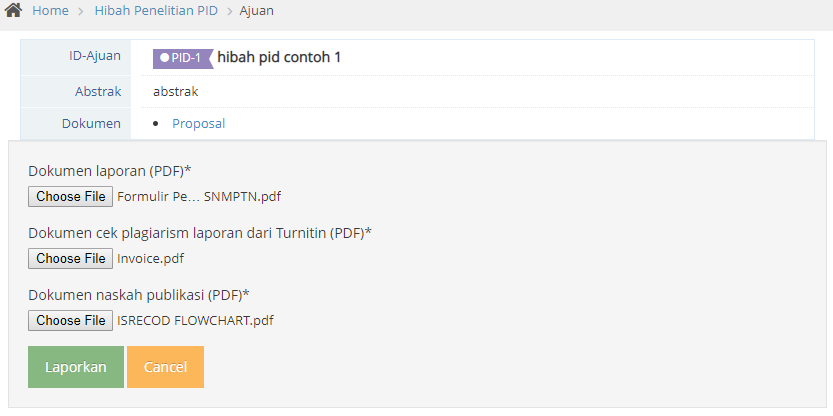 Home > Hibah Penelitian PID > Ajuan
ID-Ajuan PID-1 hibah pid contoh 1
Abstrak abstrak
Dokumen • Proposal
Dokumen laporan (PDF)*
Choose File Formulir Pe... SNMPTN.pdf
Dokumen cek plagiarism laporan dari Turnitin (PDF)*
Choose File Invoice.pdf
Dokumen naskah publikasi (PDF)*
Choose File ISRECOD FLOWCHART.pdf
Laporkan Cancel